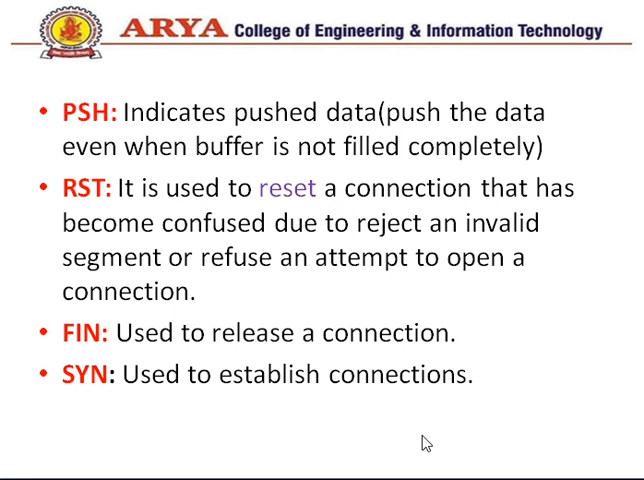 ARYA College of Engineering & Information Technology
• PSH: Indicates pushed data(push the data
even when buffer is not filled completely)
• RST: It is used to reset a connection that has
become confused due to reject an invalid
segment or refuse an attempt to open a
connection.
• FIN: Used to release a connection.
• SYN: Used to establish connections.